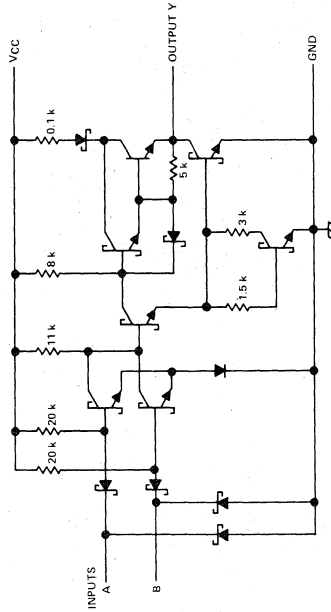 VCC
20 k
20 k
11 k
8 k
0.1 k
INPUTS
A
B
OUTPUT Y
5 k
1.5 k
3 k
GND